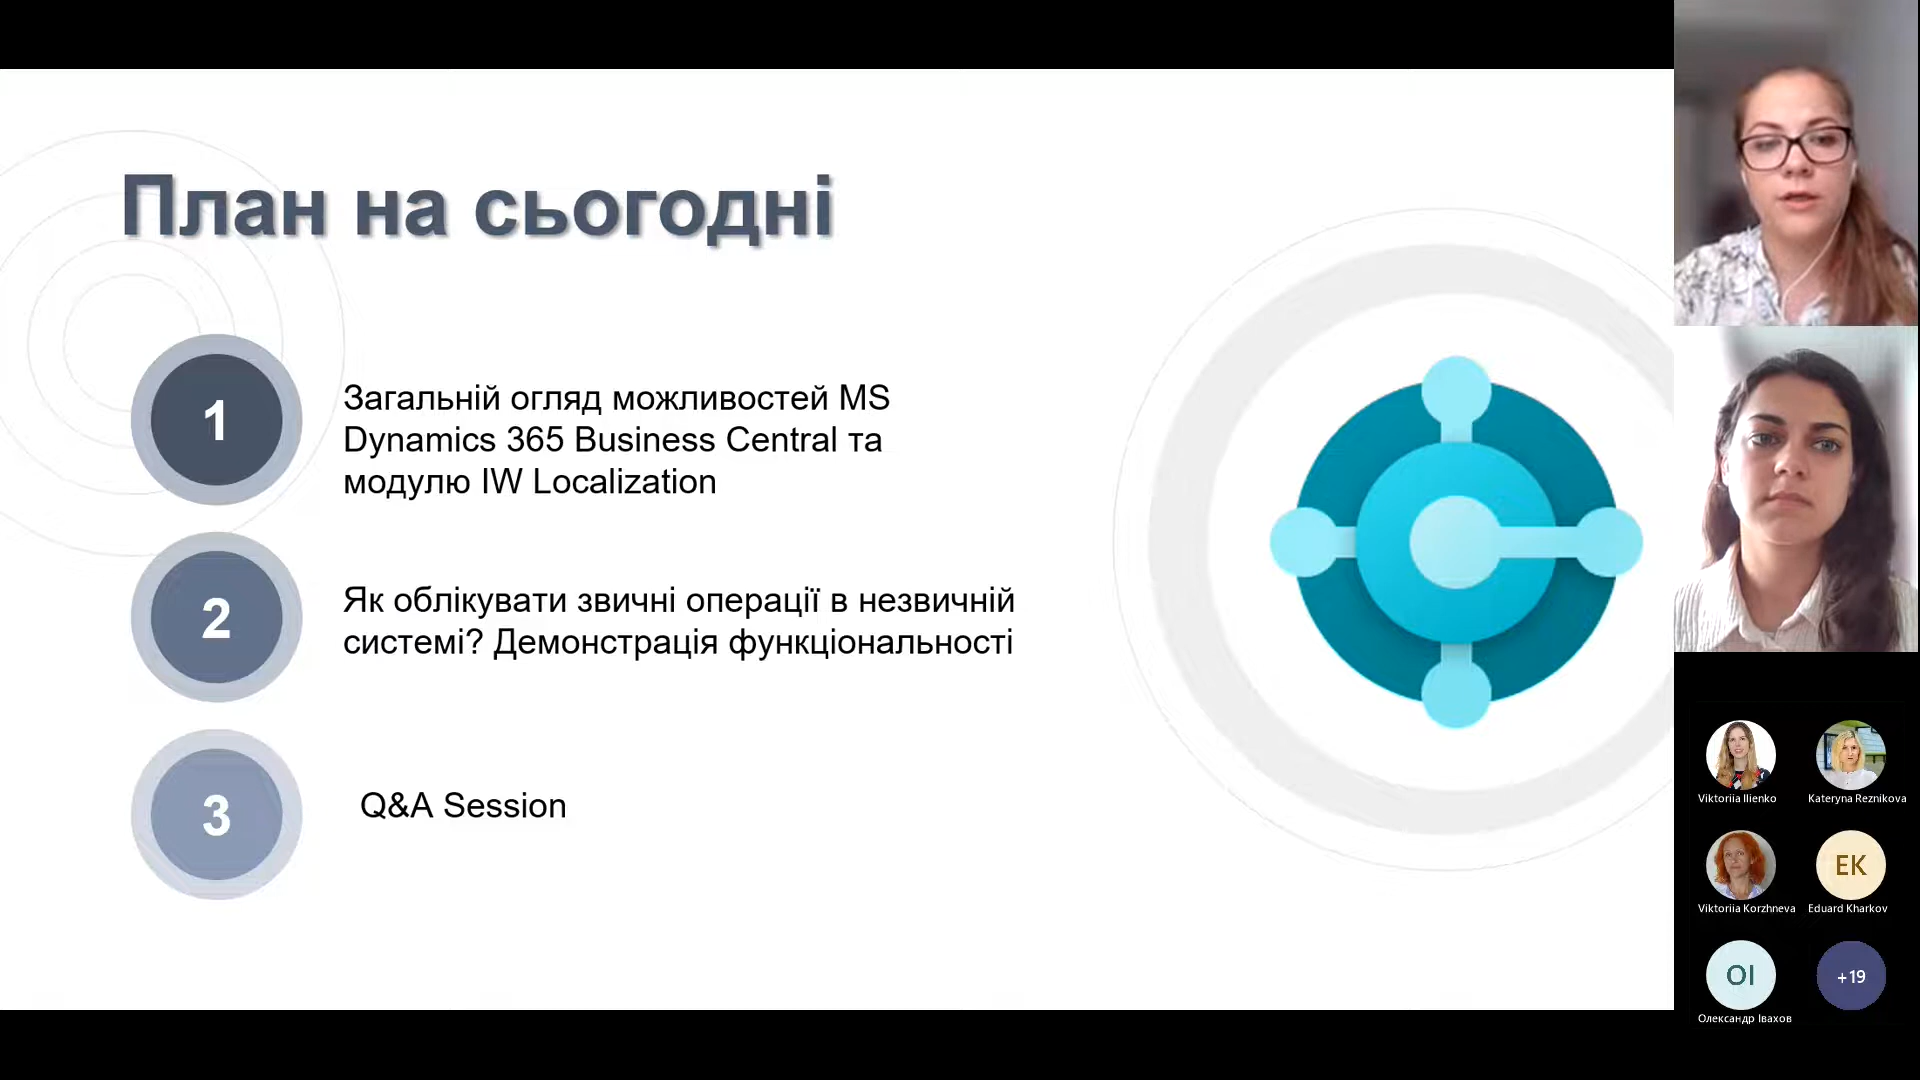 План на сьогодні
1
Загальній огляд можливостей MS
Dynamics 365 Business Central та
модулю IW Localization
2
Як облікувати звичні операції в незвичній
системі? Демонстрація функціональності
3
Q&A Session
Viktoriia Ilienko
Kateryna Reznikova
Viktoriia Korzhneva
EK
Eduard Kharkov
OI
Олександр Івахов
+19